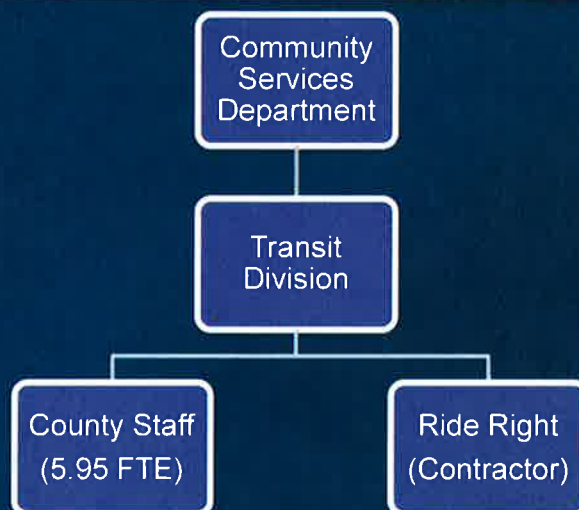 Community
Services
Department
Transit
Division
County Staff
(5.95 FTE)
Ride Right
(Contractor)